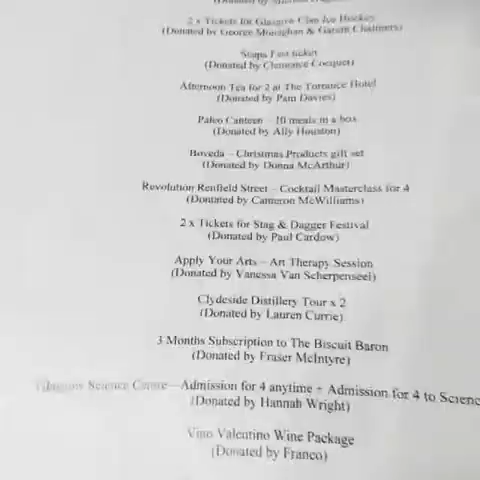 2 x Tickets for Glasgow Clan Ice Hockey
(Donated by George Monaghan & Gareth Chalmers)
Snaps Fest ticket
(Donated by Clemance Cocquet)
Afternoon Tea for 2 at The Torrance Hotel
(Donated by Pam Davies)
Paleo Canteen – 10 meals in a box
(Donated by Ally Houston)
Boveda – Christmas Products gift set
(Donated by Donna McArthur)
Revolution Renfield Street – Cocktail Masterclass for 4
(Donated by Cameron McWilliams)
2 x Tickets for Stag & Dagger Festival
(Donated by Paul Cardow)
Apply Your Arts – Art Therapy Session
(Donated by Vanessa Van Scherpenseel)
Clydeside Distillery Tour x 2
(Donated by Lauren Currie)
3 Months Subscription to The Biscuit Baron
(Donated by Fraser McIntyre)
Glasgow Science Centre – Admission for 4 anytime + Admission for 4 to Scienc
(Donated by Hannah Wright)
Vino Valentino Wine Package
(Donated by Franco)